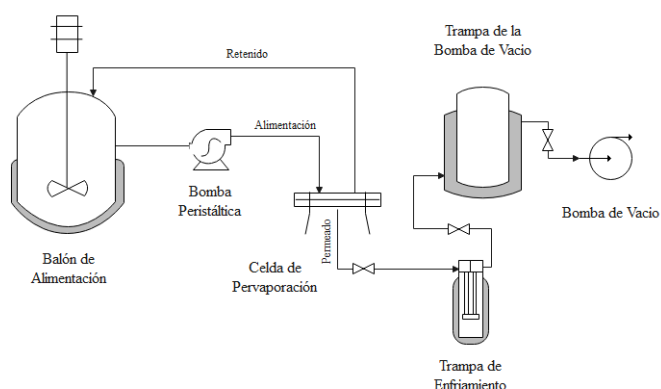 Trampa de la
Bomba de Vacio
Retenido
Alimentación
Bomba
Peristáltica
Bomba de Vacio
Balón de
Alimentación
Celda de
Pervaporación
Permeado
Trampa de
Enfriamiento